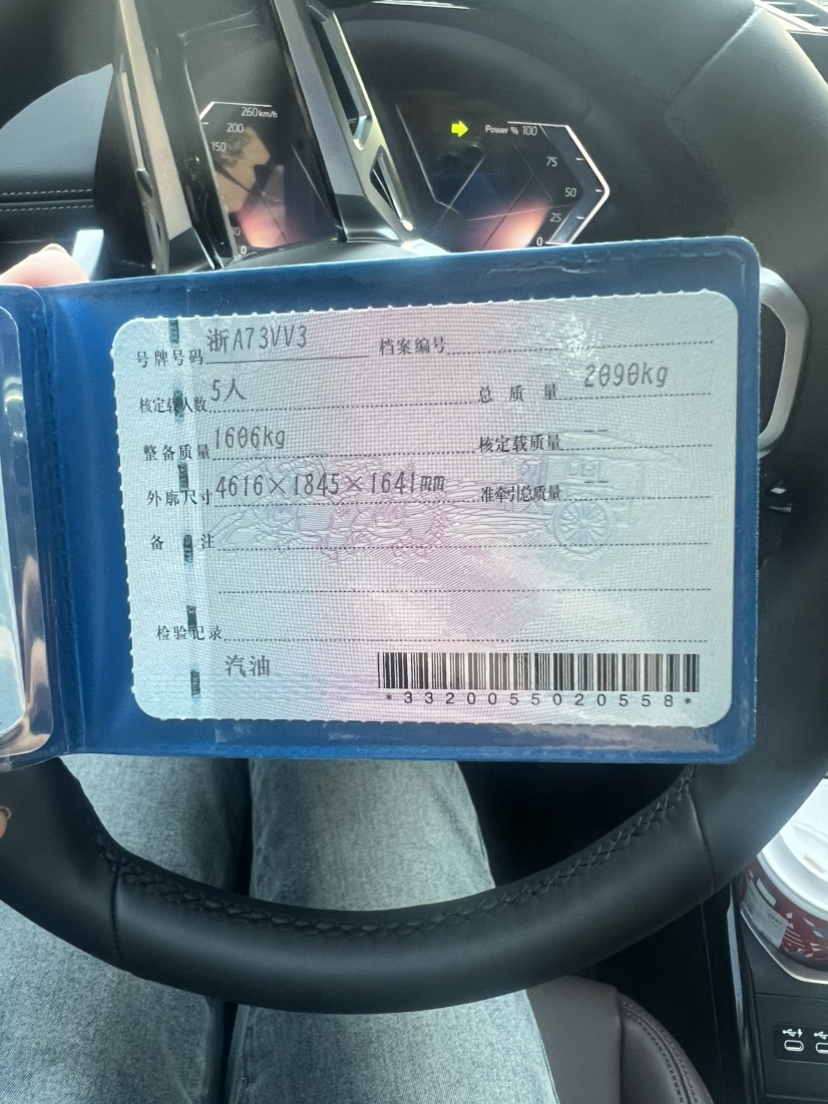 260km/h
200
150
0
Power % 100
75
50
25
0
号牌号码 浙A73VV3 档案编号
核定载人数 5人 总质量 2090kg
整备质量 1606kg 核定载质量 --
外廓尺寸 4616×1845×1641mm 准牵引总质量 --
备注
检验记录
汽油
*3320055020558*